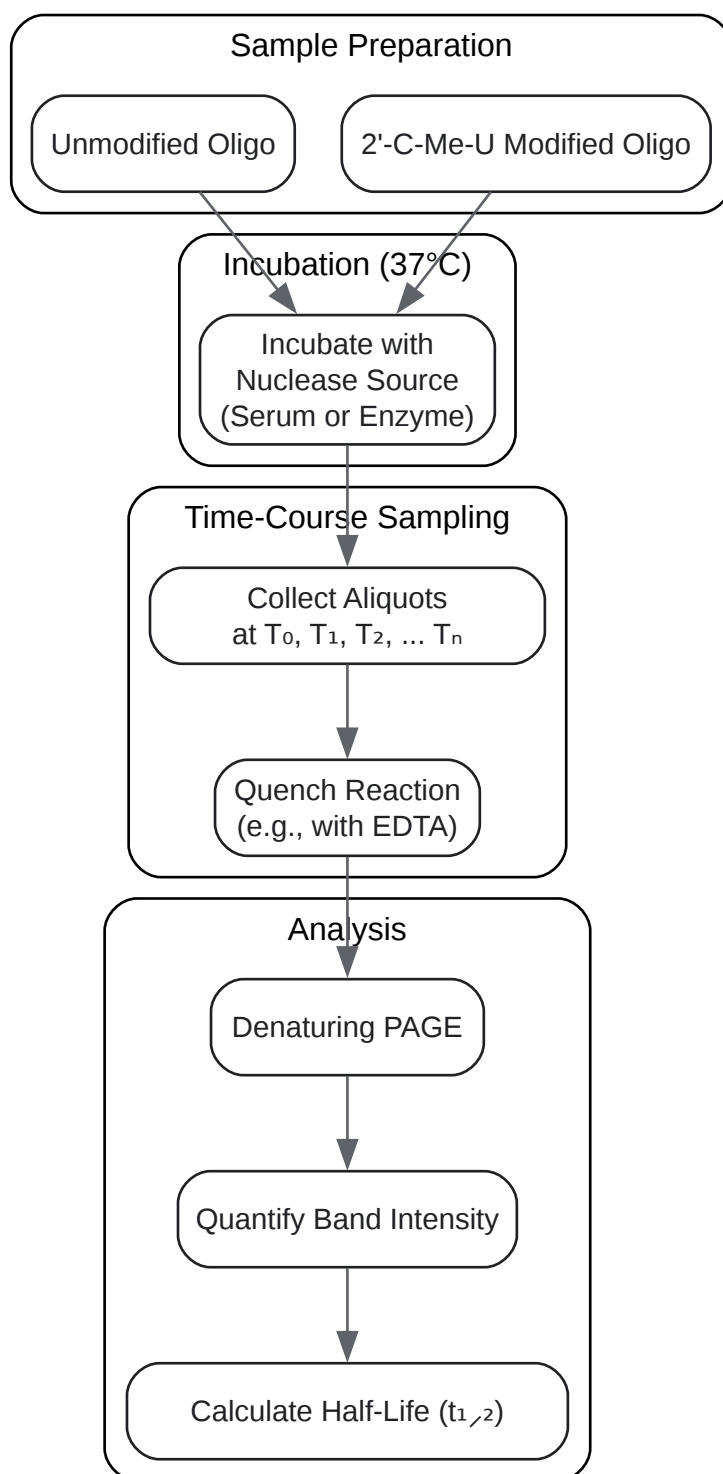 Sample Preparation
Unmodified Oligo
2'-C-Me-U Modified Oligo
Incubation (37°C)
Incubate with
Nuclease Source
(Serum or Enzyme)
Time-Course Sampling
Collect Aliquots
at T₀, T₁, T₂, ... Tₙ
Quench Reaction
(e.g., with EDTA)
Analysis
Denaturing PAGE
Quantify Band Intensity
Calculate Half-Life (t₁⸝₂)